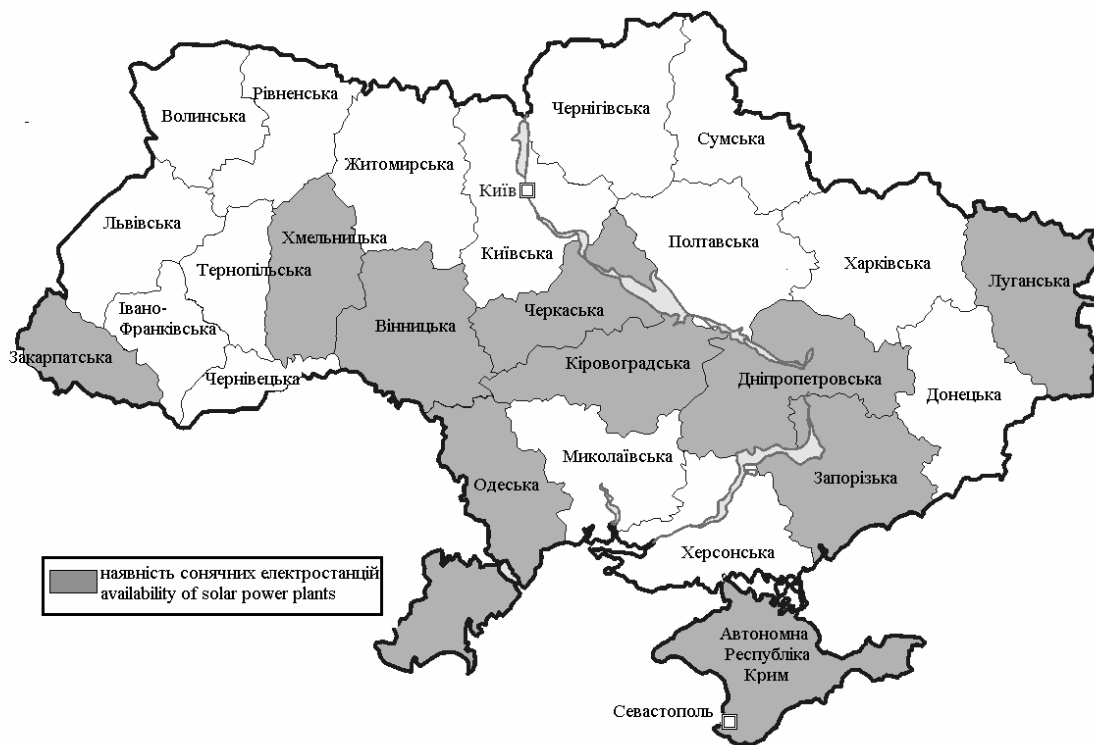 Волинська
Рівненська
Житомирська
Чернігівська
Сумська
Київ
Львівська
Тернопільська
Хмельницька
Київська
Полтавська
Харківська
Луганська
Івано-
Франківська
Закарпатська
Чернівецька
Вінницька
Черкаська
Кіровоградська
Дніпропетровська
Донецька
Миколаївська
Одеська
Запорізька
Херсонська
наявність сонячних електростанцій
availability of solar power plants
Автономна
Республіка
Крим
Севастополь